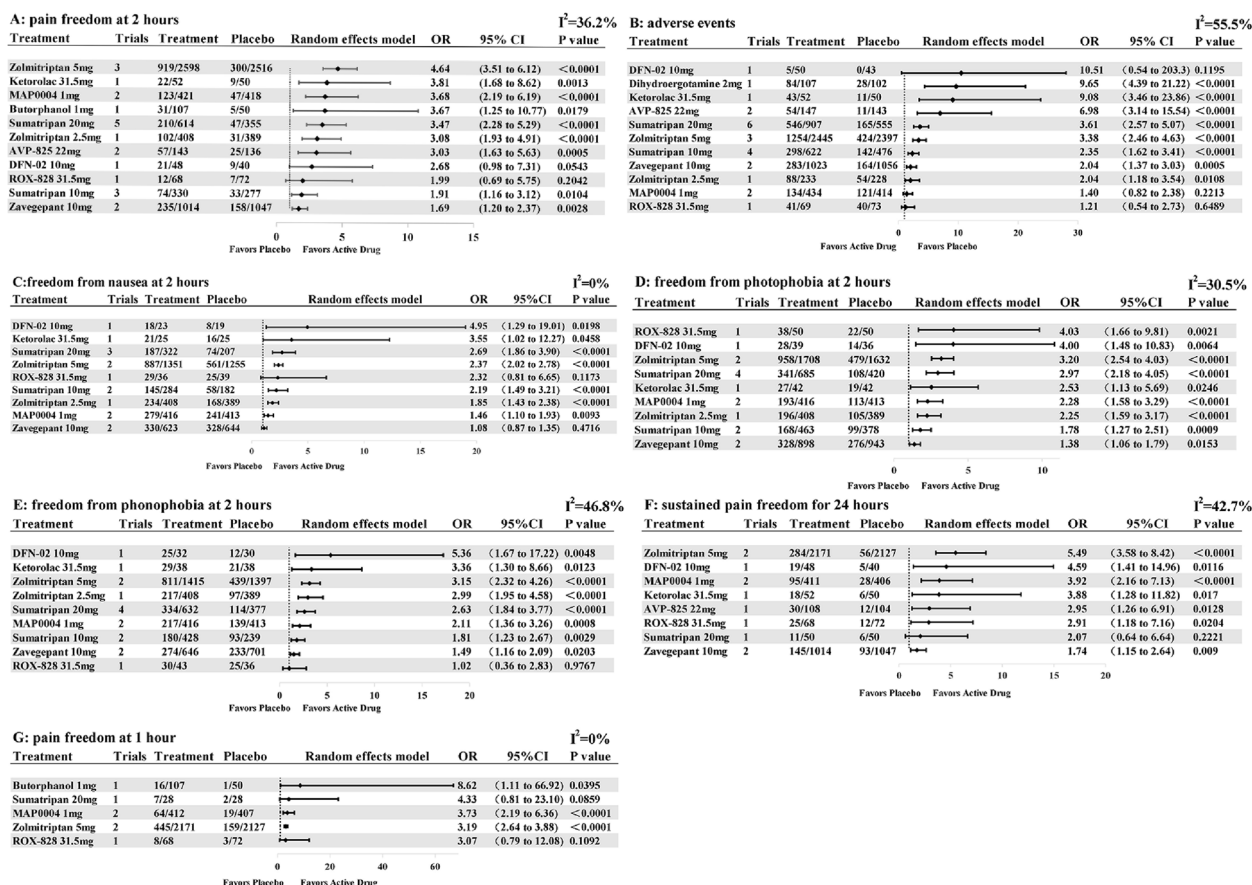 A: pain freedom at 2 hours I²=36.2%
Treatment Trials Treatment Placebo Random effects model OR 95% CI P value
Zolmitriptan 5mg 3 919/2598 300/2516 4.64 (3.51 to 6.12) <0.0001
Ketorolac 31.5mg 1 22/52 9/50 3.81 (1.68 to 8.62) 0.0013
MAP0004 1mg 2 123/421 47/418 3.68 (2.19 to 6.19) <0.0001
Butorphanol 1mg 1 31/107 5/50 3.67 (1.25 to 10.77) 0.0179
Sumatripan 20mg 5 210/614 47/355 3.47 (2.28 to 5.29) <0.0001
Zolmitriptan 2.5mg 1 102/408 31/389 3.08 (1.93 to 4.91) <0.0001
AVP-825 22mg 2 57/143 25/136 3.03 (1.63 to 5.63) 0.0005
DFN-02 10mg 1 21/48 9/40 2.68 (0.98 to 7.31) 0.0543
ROX-828 31.5mg 1 12/68 7/72 1.99 (0.69 to 5.75) 0.2042
Sumatripan 10mg 3 74/330 33/277 1.91 (1.16 to 3.12) 0.0104
Zavegepant 10mg 2 235/1014 158/1047 1.69 (1.20 to 2.37) 0.0028
0 5 10 15
Favors Placebo Favors Active Drug
B: adverse events I²=55.5%
Treatment Trials Treatment Placebo Random effects model OR 95% CI P value
DFN-02 10mg 1 5/50 0/43 10.51 (0.54 to 203.3) 0.1195
Dihydroergotamine 2mg 1 84/107 28/102 9.65 (4.39 to 21.22) <0.0001
Ketorolac 31.5mg 1 43/52 11/50 9.08 (3.46 to 23.86) <0.0001
AVP-825 22mg 2 54/147 11/143 6.98 (3.14 to 15.54) <0.0001
Sumatripan 20mg 6 546/907 165/555 3.61 (2.57 to 5.07) <0.0001
Zolmitriptan 5mg 3 1254/2445 424/2397 3.38 (2.46 to 4.63) <0.0001
Sumatripan 10mg 4 298/622 142/476 2.35 (1.62 to 3.41) <0.0001
Zavegepant 10mg 2 283/1023 164/1056 2.04 (1.37 to 3.03) 0.0005
Zolmitriptan 2.5mg 1 88/233 54/228 2.04 (1.18 to 3.54) 0.0108
MAP0004 1mg 2 134/434 121/414 1.40 (0.82 to 2.38) 0.2213
ROX-828 31.5mg 1 41/69 40/73 1.21 (0.54 to 2.73) 0.6489
0 10 20 30
Favors Active Drug Favors Placebo
C:freedom from nausea at 2 hours I²=0%
Treatment Trials Treatment Placebo Random effects model OR 95%CI P value
DFN-02 10mg 1 18/23 8/19 4.95 (1.29 to 19.01) 0.0198
Ketorolac 31.5mg 1 21/25 16/25 3.55 (1.02 to 12.27) 0.0458
Sumatripan 20mg 3 187/322 74/207 2.69 (1.86 to 3.90) <0.0001
Zolmitriptan 5mg 2 887/1351 561/1255 2.37 (2.02 to 2.78) <0.0001
ROX-828 31.5mg 1 29/36 25/39 2.32 (0.81 to 6.65) 0.1173
Sumatripan 10mg 2 145/284 58/182 2.19 (1.49 to 3.21) <0.0001
Zolmitriptan 2.5mg 1 234/408 168/389 1.85 (1.43 to 2.38) <0.0001
MAP0004 1mg 2 279/416 241/413 1.46 (1.10 to 1.93) 0.0093
Zavegepant 10mg 2 330/623 328/644 1.08 (0.87 to 1.35) 0.4716
0 5 10 15 20
Favors Placebo Favors Active Drug
D: freedom from photophobia at 2 hours I²=30.5%
Treatment Trials Treatment Placebo Random effects model OR 95%CI P value
ROX-828 31.5mg 1 38/50 22/50 4.03 (1.66 to 9.81) 0.0021
DFN-02 10mg 1 28/39 14/36 4.00 (1.48 to 10.83) 0.0064
Zolmitriptan 5mg 2 958/1708 479/1632 3.20 (2.54 to 4.03) <0.0001
Sumatripan 20mg 4 341/685 108/420 2.97 (2.18 to 4.05) <0.0001
Ketorolac 31.5mg 1 27/42 19/42 2.53 (1.13 to 5.69) 0.0246
MAP0004 1mg 2 193/416 113/413 2.28 (1.58 to 3.29) <0.0001
Zolmitriptan 2.5mg 1 196/408 105/389 2.25 (1.59 to 3.17) <0.0001
Sumatripan 10mg 2 168/463 99/378 1.78 (1.27 to 2.51) 0.0009
Zavegepant 10mg 2 328/898 276/943 1.38 (1.06 to 1.79) 0.0153
0 5 10
Favors Placebo Favors Active Drug
E: freedom from phonophobia at 2 hours I²=46.8%
Treatment Trials Treatment Placebo Random effects model OR 95%CI P value
DFN-02 10mg 1 25/32 12/30 5.36 (1.67 to 17.22) 0.0048
Ketorolac 31.5mg 1 29/38 21/38 3.36 (1.30 to 8.66) 0.0123
Zolmitriptan 5mg 2 811/1415 439/1397 3.15 (2.32 to 4.26) <0.0001
Zolmitriptan 2.5mg 1 217/408 97/389 2.99 (1.95 to 4.58) <0.0001
Sumatripan 20mg 4 334/632 114/377 2.63 (1.84 to 3.77) <0.0001
MAP0004 1mg 2 217/416 139/413 2.11 (1.36 to 3.26) 0.0008
Sumatripan 10mg 2 180/428 93/239 1.81 (1.23 to 2.67) 0.0029
Zavegepant 10mg 2 274/646 233/701 1.49 (1.16 to 2.09) 0.0203
ROX-828 31.5mg 1 30/43 25/36 1.02 (0.36 to 2.83) 0.9767
0 5 10 15 20
Favors Placebo Favors Active Drug
F: sustained pain freedom for 24 hours I²=42.7%
Treatment Trials Treatment Placebo Random effects model OR 95%CI P value
Zolmitriptan 5mg 2 284/2171 56/2127 5.49 (3.58 to 8.42) <0.0001
DFN-02 10mg 1 19/48 5/40 4.59 (1.41 to 14.96) 0.0116
MAP0004 1mg 2 95/411 28/406 3.92 (2.16 to 7.13) <0.0001
Ketorolac 31.5mg 1 18/52 6/50 3.88 (1.28 to 11.82) 0.017
AVP-825 22mg 1 30/108 12/104 2.95 (1.26 to 6.91) 0.0128
ROX-828 31.5mg 1 25/68 12/72 2.91 (1.18 to 7.16) 0.0204
Sumatripan 20mg 1 11/50 6/50 2.07 (0.64 to 6.64) 0.2221
Zavegepant 10mg 2 145/1014 93/1047 1.74 (1.15 to 2.64) 0.009
0 5 10 15 20
Favors Placebo Favors Active Drug
G: pain freedom at 1 hour I²=0%
Treatment Trials Treatment Placebo Random effects model OR 95%CI P value
Butorphanol 1mg 1 16/107 1/50 8.62 (1.11 to 66.92) 0.0395
Sumatripan 20mg 1 7/28 2/28 4.33 (0.81 to 23.10) 0.0859
MAP0004 1mg 2 64/412 19/407 3.73 (2.19 to 6.36) <0.0001
Zolmitriptan 5mg 2 445/2171 159/2127 3.19 (2.64 to 3.88) <0.0001
ROX-828 31.5mg 1 8/68 3/72 3.07 (0.79 to 12.08) 0.1092
0 20 40 60
Favors Placebo Favors Active Drug